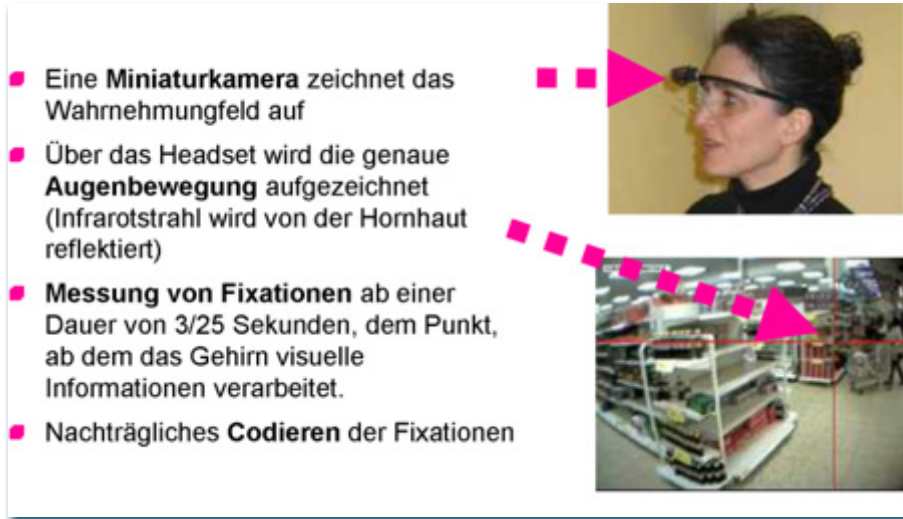 Eine Miniaturkamera zeichnet das
Wahrnehmungfeld auf
Über das Headset wird die genaue
Augenbewegung aufgezeichnet
(Infrarotstrahl wird von der Hornhaut
reflektiert)
Messung von Fixationen ab einer
Dauer von 3/25 Sekunden, dem Punkt,
ab dem das Gehirn visuelle
Informationen verarbeitet.
Nachträgliches Codieren der Fixationen